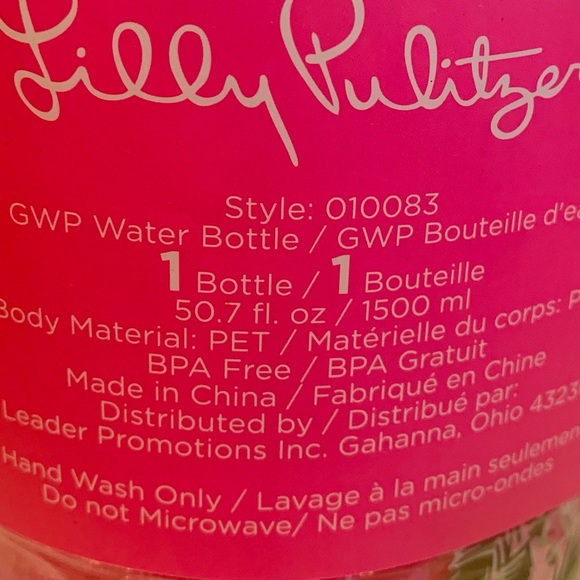 Lilly Pulitzer
Style: 010083
GWP Water Bottle / GWP Bouteille
1 Bottle / 1 Bouteille
50.7 fl. oz / 1500 ml
Body Material: PET / Matérielle du corps:
BPA Free / BPA Gratuit
Made in China / Fabriqué en Chine
Distributed by / Distribué par:
Leader Promotions Inc. Gahanna, Ohio
Hand Wash Only / Lavage à la main seulement
Do not Microwave/ Ne pas micro-ondes